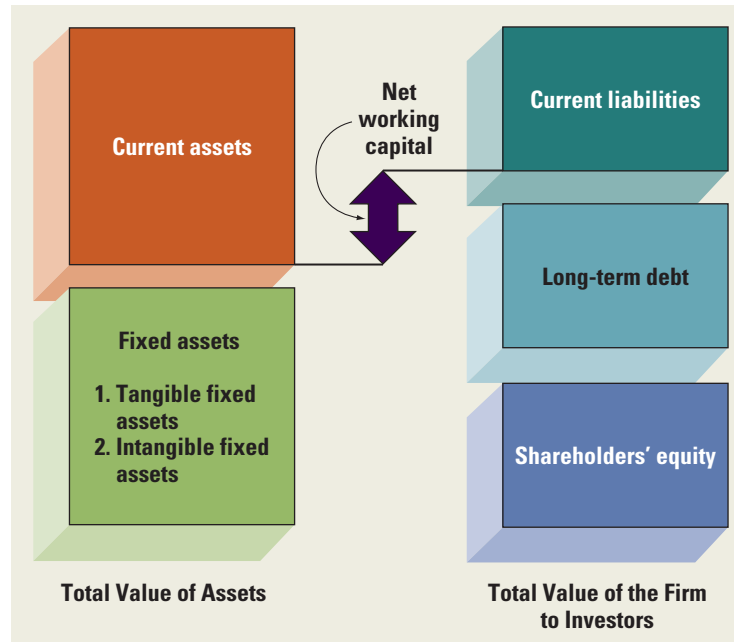 Current assets
Net
working
capital
Current liabilities
Fixed assets
1. Tangible fixed
assets
2. Intangible fixed
assets
Long-term debt
Shareholders’ equity
Total Value of Assets
Total Value of the Firm
to Investors